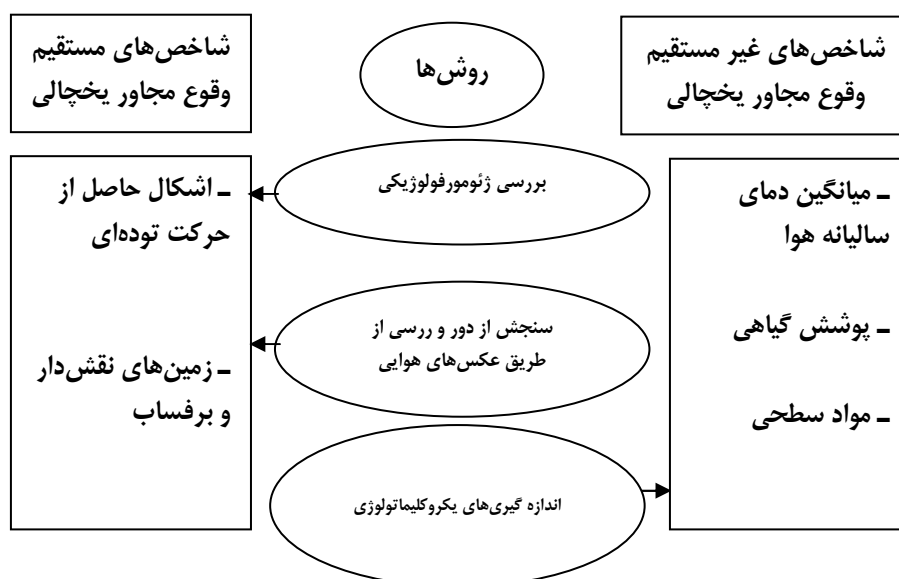 شاخص‌های غیر مستقیم
وقوع مجاور یخچالی
روش‌ها
شاخص‌های مستقیم
وقوع مجاور یخچالی
ـ میانگین دمای
سالیانه هوا
ـ پوشش گیاهی
ـ مواد سطحی
بررسی ژئومورفولوژیکی
سنجش از دور و ررسی از
طریق عکس‌های هوایی
اندازه گیری‌های یکروکلیماتولوژی
ـ اشکال حاصل از
حرکت توده‌ای
ـ زمین‌های نقش‌دار
و برفساب